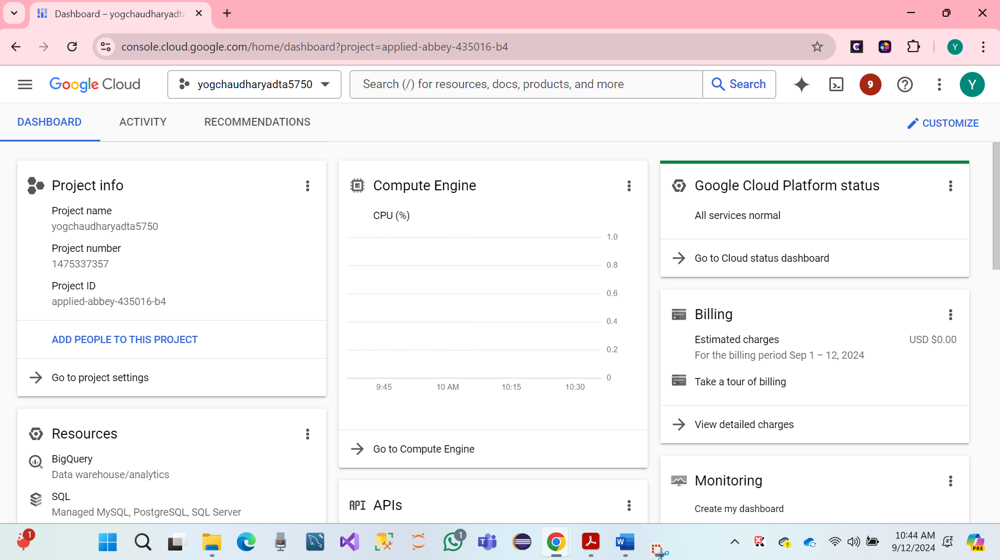 Dashboard – yogchaudharyadta
console.cloud.google.com/home/dashboard?project=applied-abbey-435016-b4
Y
Google Cloud
yogchaudharyadta5750
Search (/) for resources, docs, products, and more
Search
9
Y
DASHBOARD
ACTIVITY
RECOMMENDATIONS
CUSTOMIZE
Project info
Project name
yogchaudharyadta5750
Project number
1475337357
Project ID
applied-abbey-435016-b4
ADD PEOPLE TO THIS PROJECT
Go to project settings
Resources
BigQuery
Data warehouse/analytics
SQL
Managed MySQL, PostgreSQL, SQL Server
Compute Engine
CPU (%)
1.0
0.8
0.6
0.4
0.2
0
9:45 10 AM 10:15 10:30
Go to Compute Engine
API APIs
Google Cloud Platform status
All services normal
Go to Cloud status dashboard
Billing
Estimated charges USD $0.00
For the billing period Sep 1 – 12, 2024
Take a tour of billing
View detailed charges
Monitoring
Create my dashboard
1
1
10:44 AM
9/12/2024
PRE